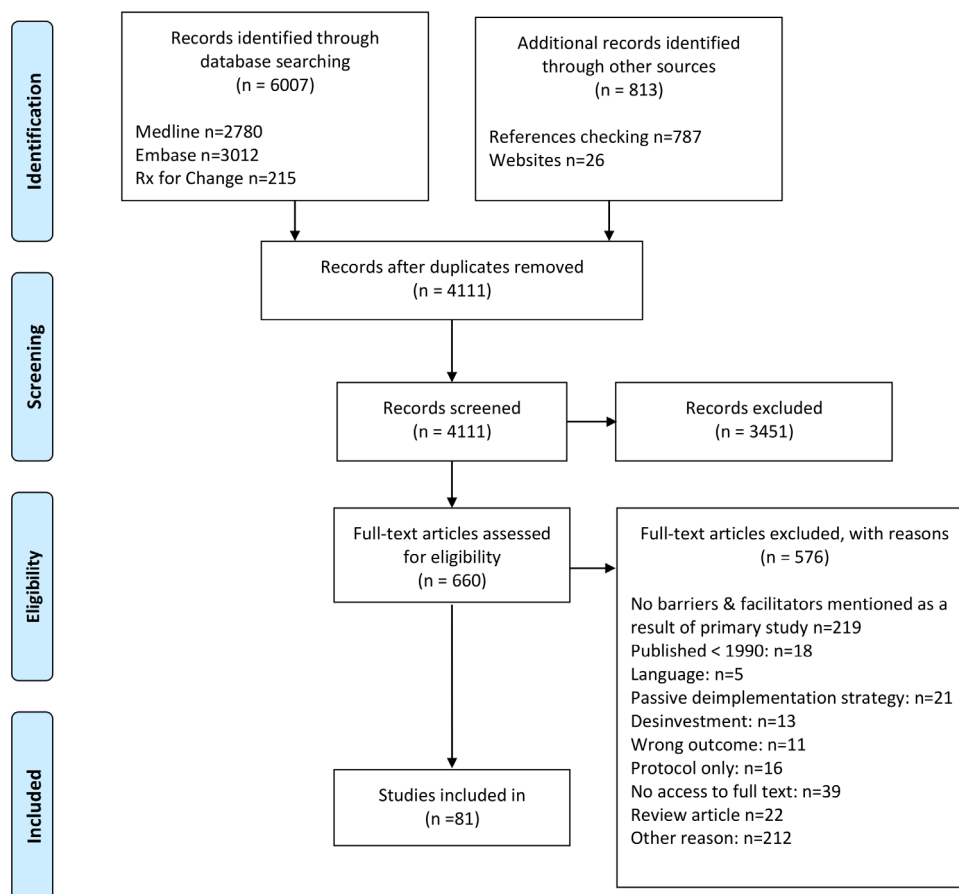 Identification
Records identified through
database searching
(n = 6007)
Medline n=2780
Embase n=3012
Rx for Change n=215
Additional records identified
through other sources
(n = 813)
References checking n=787
Websites n=26
Records after duplicates removed
(n = 4111)
Screening
Records screened
(n = 4111)
Records excluded
(n = 3451)
Eligibility
Full-text articles assessed
for eligibility
(n = 660)
Full-text articles excluded, with reasons
(n = 576)
No barriers & facilitators mentioned as a
result of primary study n=219
Published < 1990: n=18
Language: n=5
Passive deimplementation strategy: n=21
Desinvestment: n=13
Wrong outcome: n=11
Protocol only: n=16
No access to full text: n=39
Review article n=22
Other reason: n=212
Included
Studies included in
(n =81)